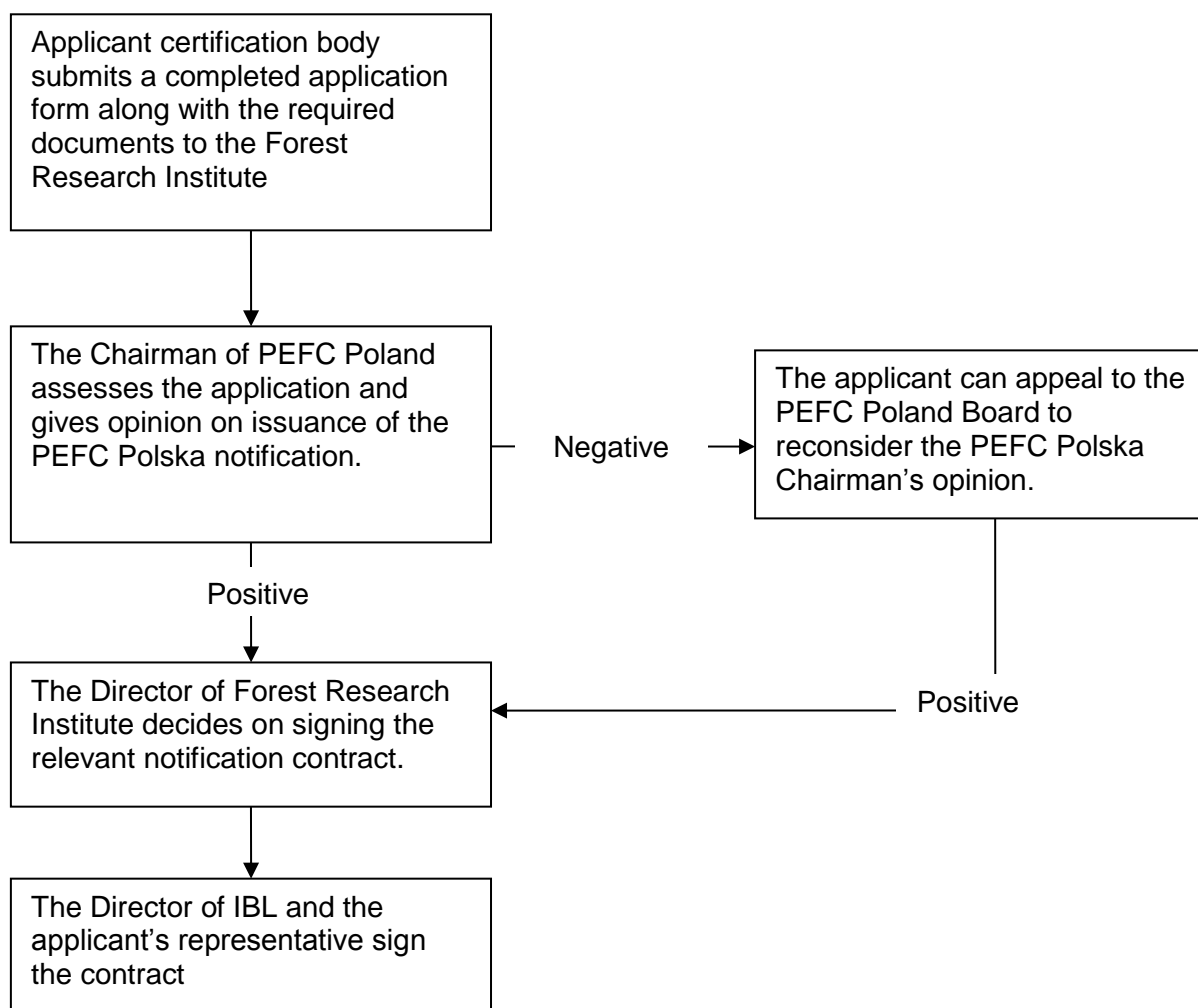 Applicant certification body
submits a completed application
form along with the required
documents to the Forest
Research Institute
The Chairman of PEFC Poland
assesses the application and
gives opinion on issuance of the
PEFC Polska notification.
Negative
The applicant can appeal to the
PEFC Poland Board to
reconsider the PEFC Polska
Chairman’s opinion.
Positive
Positive
The Director of Forest Research
Institute decides on signing the
relevant notification contract.
The Director of IBL and the
applicant’s representative sign
the contract